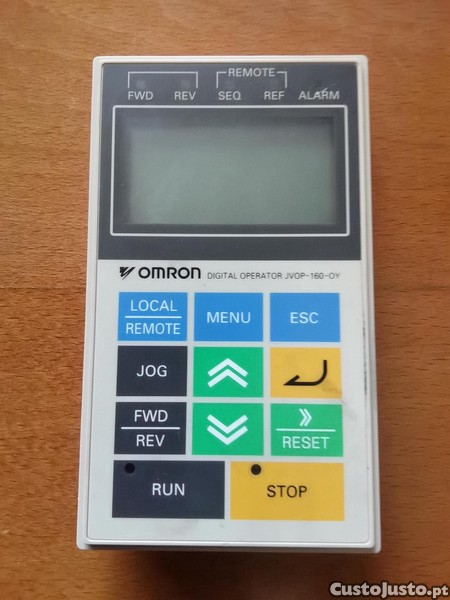 REMOTE
FWD REV SEQ REF ALARM
OMRON DIGITAL OPERATOR JVOP-160-OY
LOCAL
REMOTE
MENU
ESC
JOG
FWD
REV
RESET
RUN
STOP
CustoJusto.pt